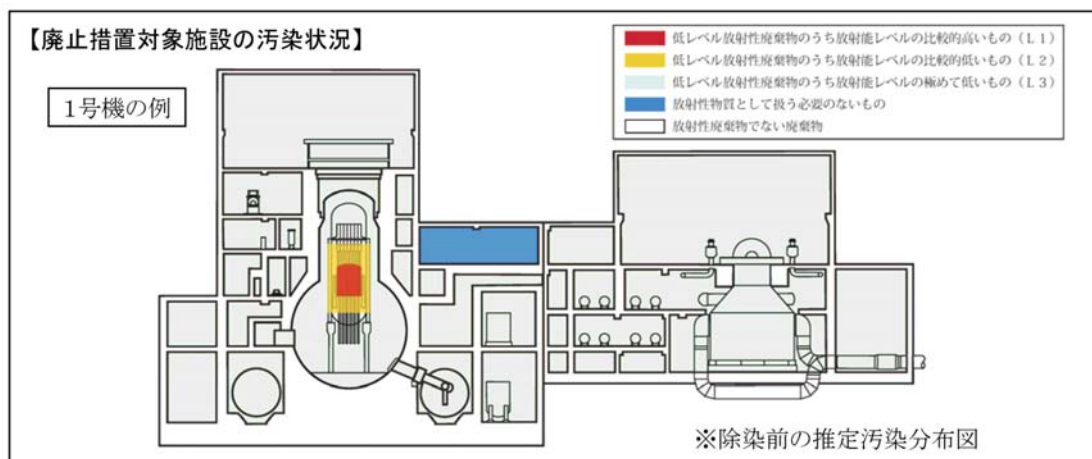 【廃止措置対象施設の汚染状況】
1号機の例
低レベル放射性廃棄物のうち放射能レベルの比較的高いもの（L1）
低レベル放射性廃棄物のうち放射能レベルの比較的低いもの（L2）
低レベル放射性廃棄物のうち放射能レベルの極めて低いもの（L3）
放射性物質として扱う必要のないもの
放射性廃棄物でない廃棄物
※除染前の推定汚染分布図